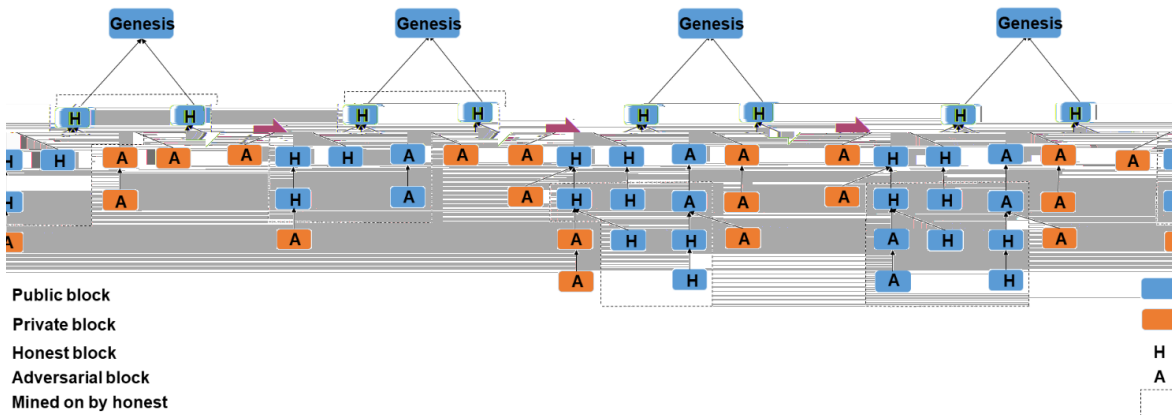 Genesis Genesis Genesis Genesis
H H H H H H H H
H H A A A H H A A A H H A A A H H A A A
H A H A A H H A A A H H A A
A A A H H A A H H A
A H A H
Public block
Private block
Honest block H
Adversarial block A
Mined on by honest